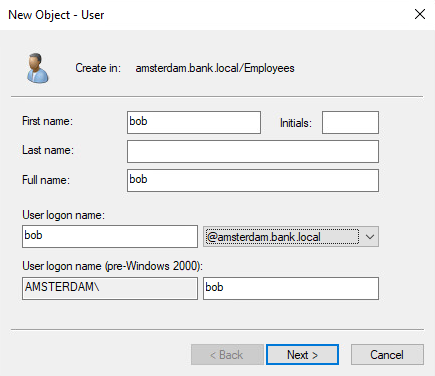 New Object - User
Create in: amsterdam.bank.local/Employees
First name: bob Initials:
Last name:
Full name: bob
User logon name:
bob @amsterdam.bank.local
User logon name (pre-Windows 2000):
AMSTERDAM\ bob
< Back Next > Cancel